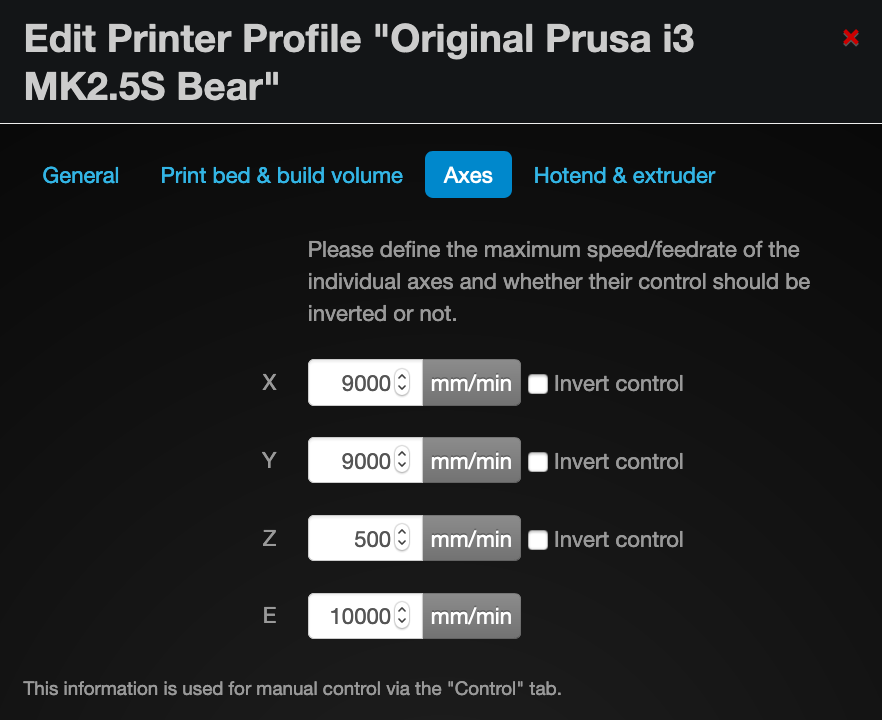 Edit Printer Profile "Original Prusa i3
MK2.5S Bear"
General Print bed & build volume Axes Hotend & extruder
Please define the maximum speed/feedrate of the
individual axes and whether their control should be
inverted or not.
X 9000 mm/min Invert control
Y 9000 mm/min Invert control
Z 500 mm/min Invert control
E 10000 mm/min
This information is used for manual control via the "Control" tab.